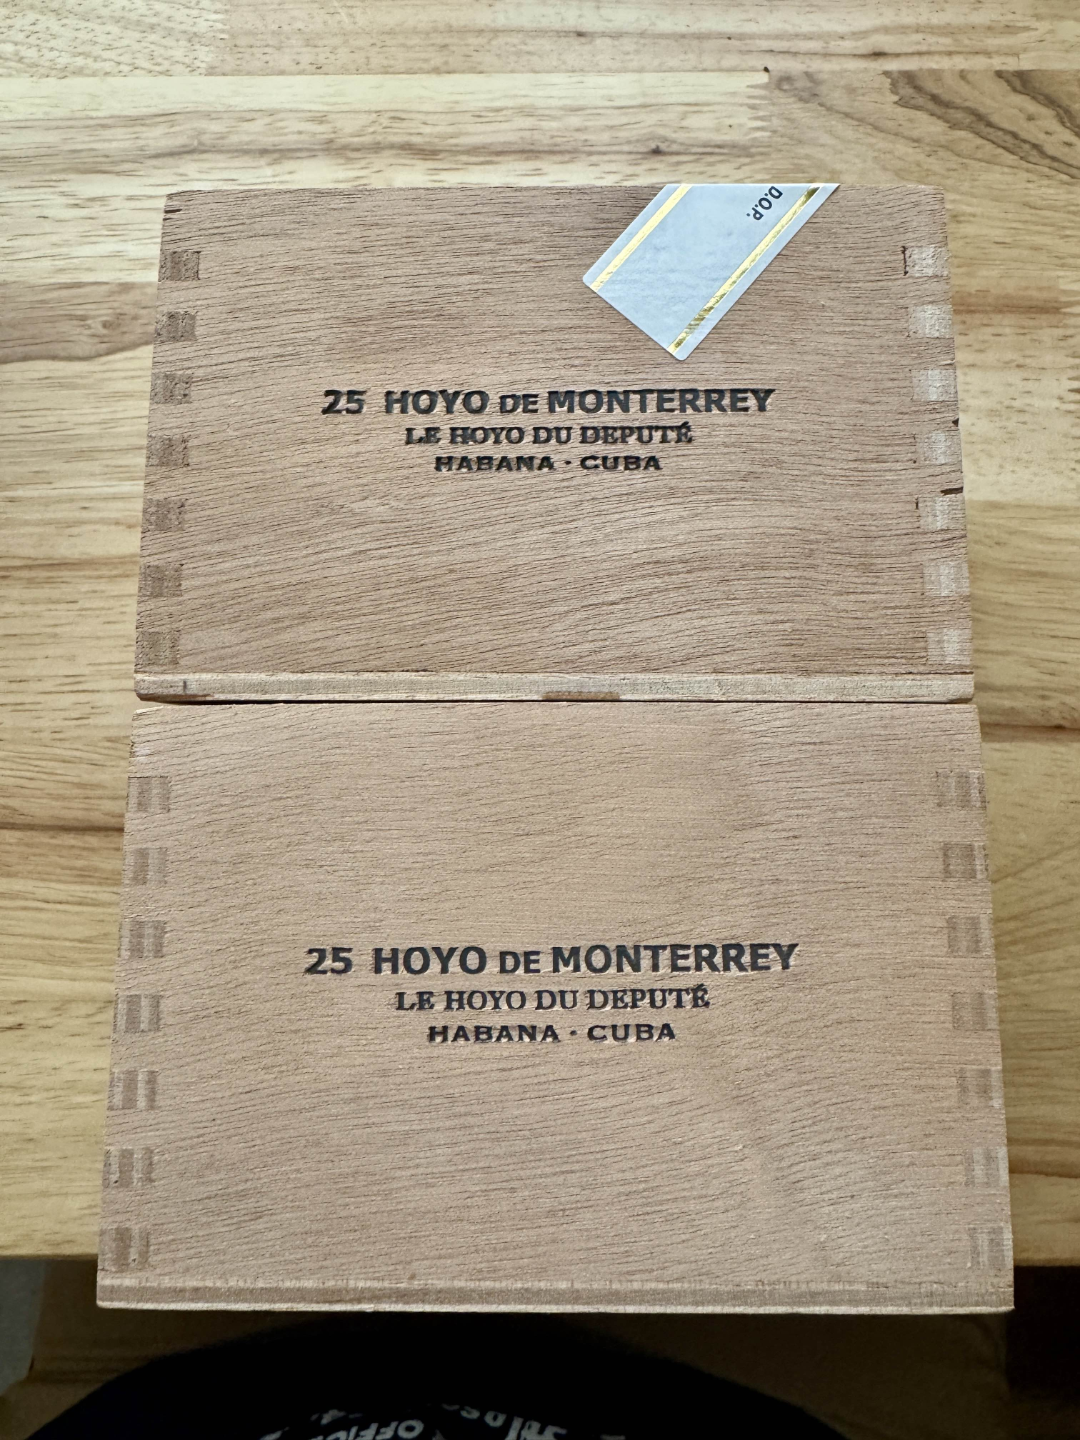 D.O.P.
25 HOYO DE MONTERREY
LE HOYO DU DEPUTÉ
HABANA · CUBA
25 HOYO DE MONTERREY
LE HOYO DU DEPUTÉ
HABANA · CUBA